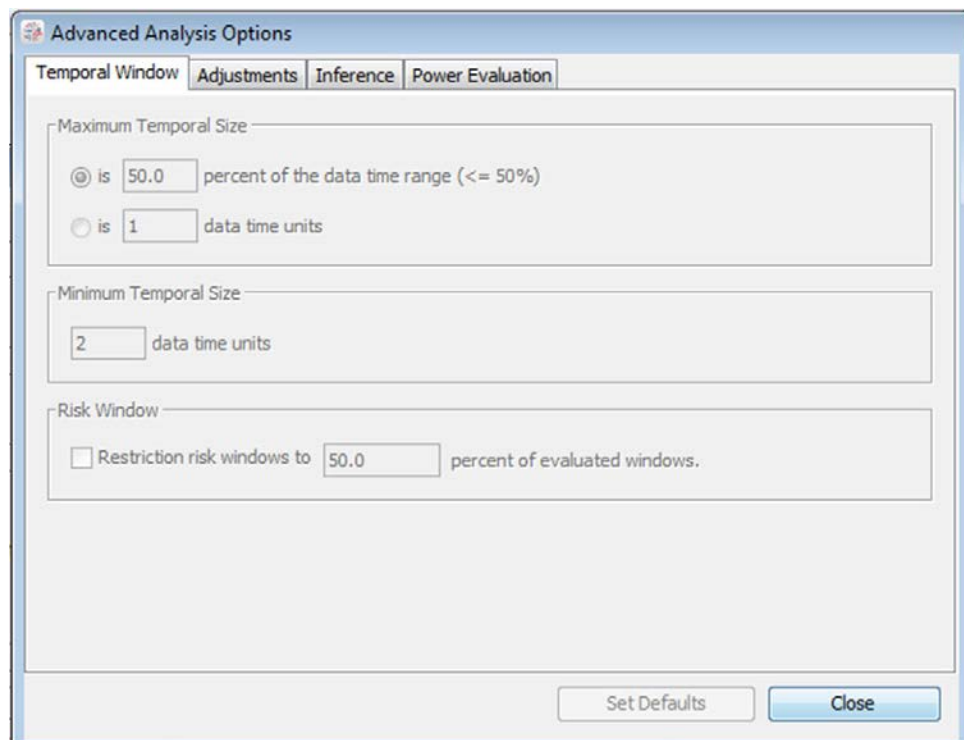 Advanced Analysis Options
Temporal Window Adjustments Inference Power Evaluation
Maximum Temporal Size
is 50.0 percent of the data time range (<= 50%)
is 1 data time units
Minimum Temporal Size
2 data time units
Risk Window
Restriction risk windows to 50.0 percent of evaluated windows.
Set Defaults Close